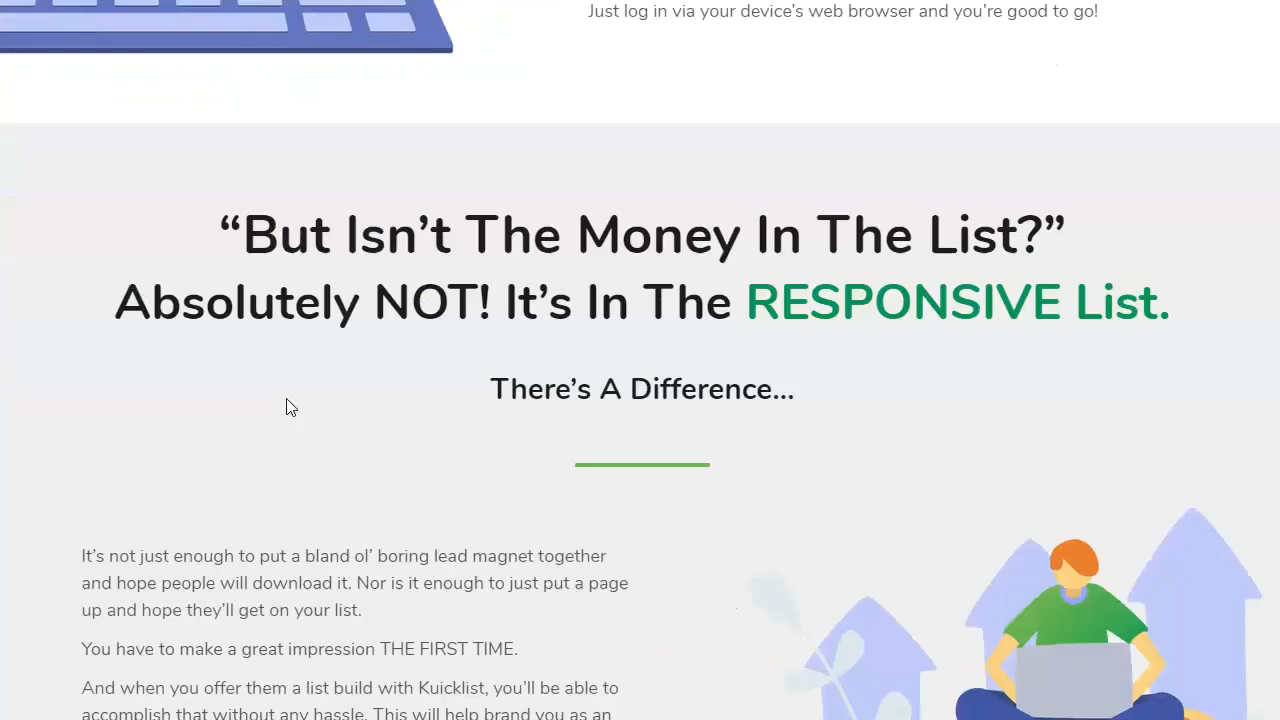 Just log in via your device’s web browser and you’re good to go!
“But Isn’t The Money In The List?”
Absolutely NOT! It’s In The RESPONSIVE List.
There’s A Difference...
It’s not just enough to put a bland ol’ boring lead magnet together
and hope people will download it. Nor is it enough to just put a page
up and hope they’ll get on your list.
You have to make a great impression THE FIRST TIME.
And when you offer them a list build with Kuicklist, you’ll be able to
accomplish that without any hassle. This will help brand you as an